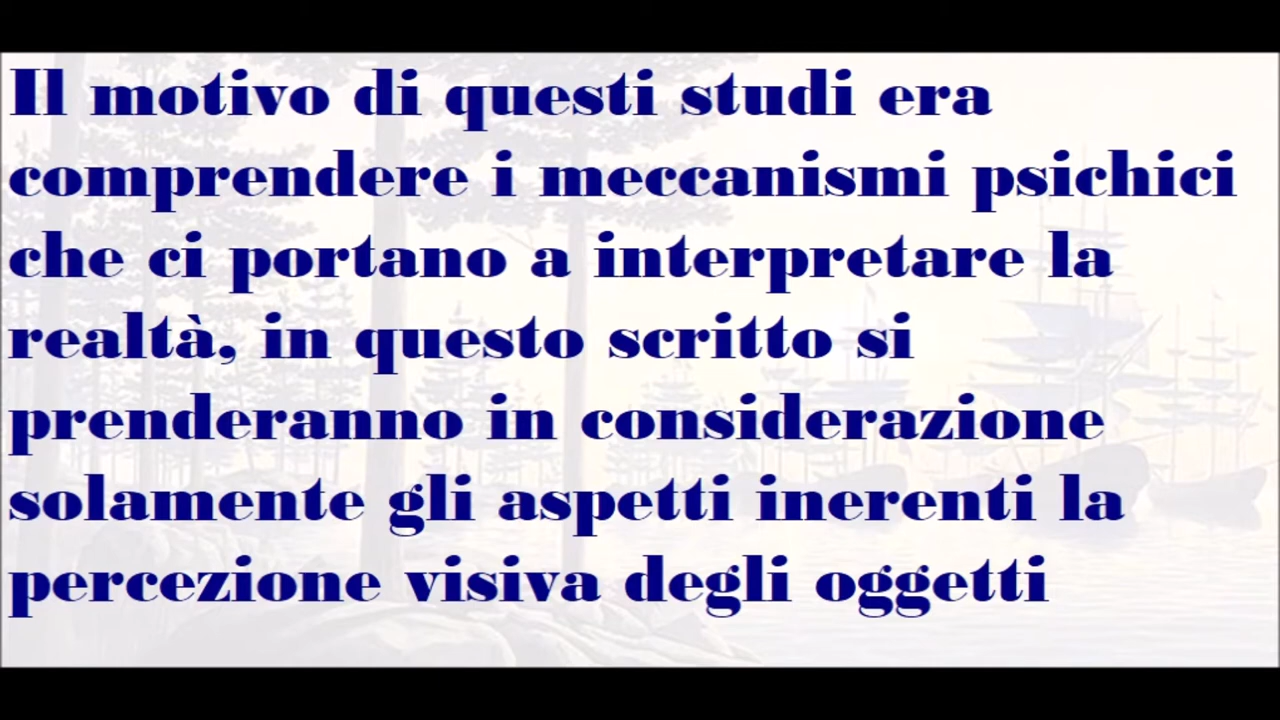 Il motivo di questi studi era
comprendere i meccanismi psichici
che ci portano a interpretare la
realtà, in questo scritto si
prenderanno in considerazione
solamente gli aspetti inerenti la
percezione visiva degli oggetti